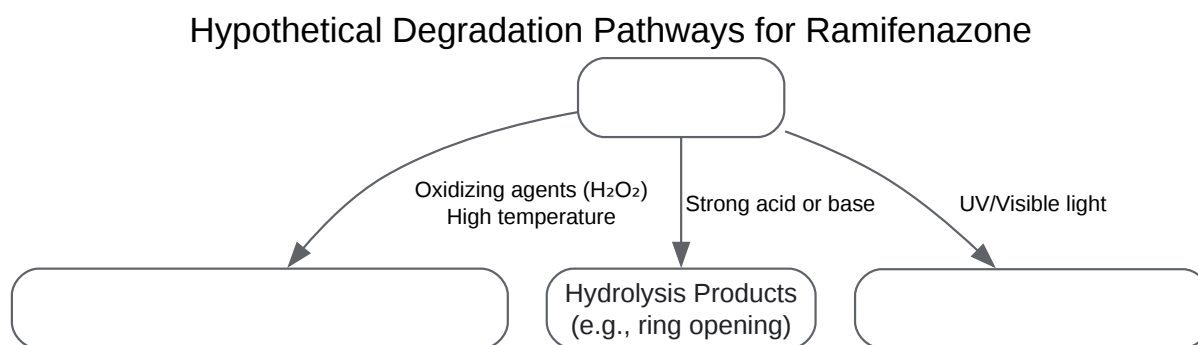 Hypothetical Degradation Pathways for Ramifenazone
Oxidizing agents (H₂O₂)
High temperature
Strong acid or base
UV/Visible light
Hydrolysis Products
(e.g., ring opening)